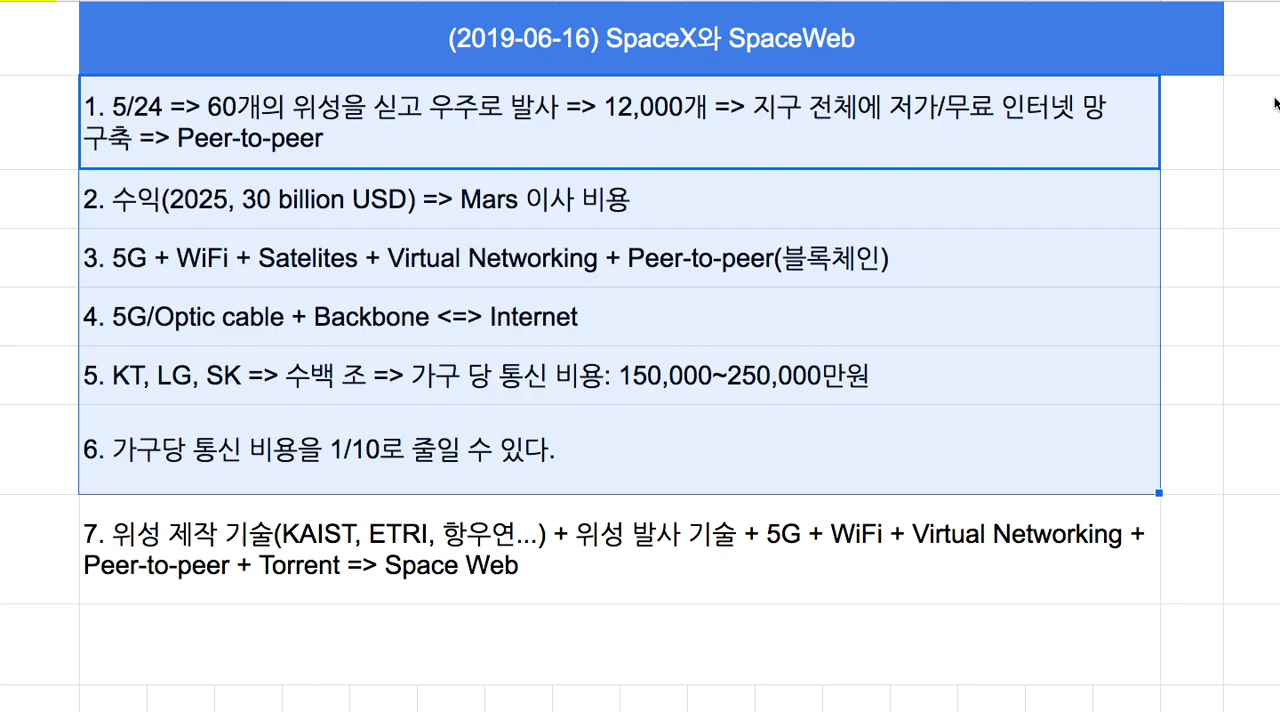 (2019-06-16) SpaceX와 SpaceWeb
1. 5/24 => 60개의 위성을 싣고 우주로 발사 => 12,000개 => 지구 전체에 저가/무료 인터넷 망
구축 => Peer-to-peer
2. 수익(2025, 30 billion USD) => Mars 이사 비용
3. 5G + WiFi + Satelites + Virtual Networking + Peer-to-peer(블록체인)
4. 5G/Optic cable + Backbone <=> Internet
5. KT, LG, SK => 수백 조 => 가구 당 통신 비용: 150,000~250,000만원
6. 가구당 통신 비용을 1/10로 줄일 수 있다.
7. 위성 제작 기술(KAIST, ETRI, 항우연...) + 위성 발사 기술 + 5G + WiFi + Virtual Networking +
Peer-to-peer + Torrent => Space Web